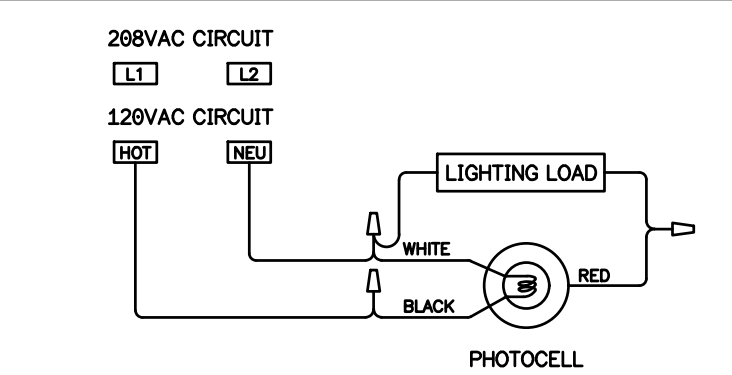 208VAC CIRCUIT
L1 L2
120VAC CIRCUIT
HOT NEU
LIGHTING LOAD
WHITE
RED
BLACK
PHOTOCELL